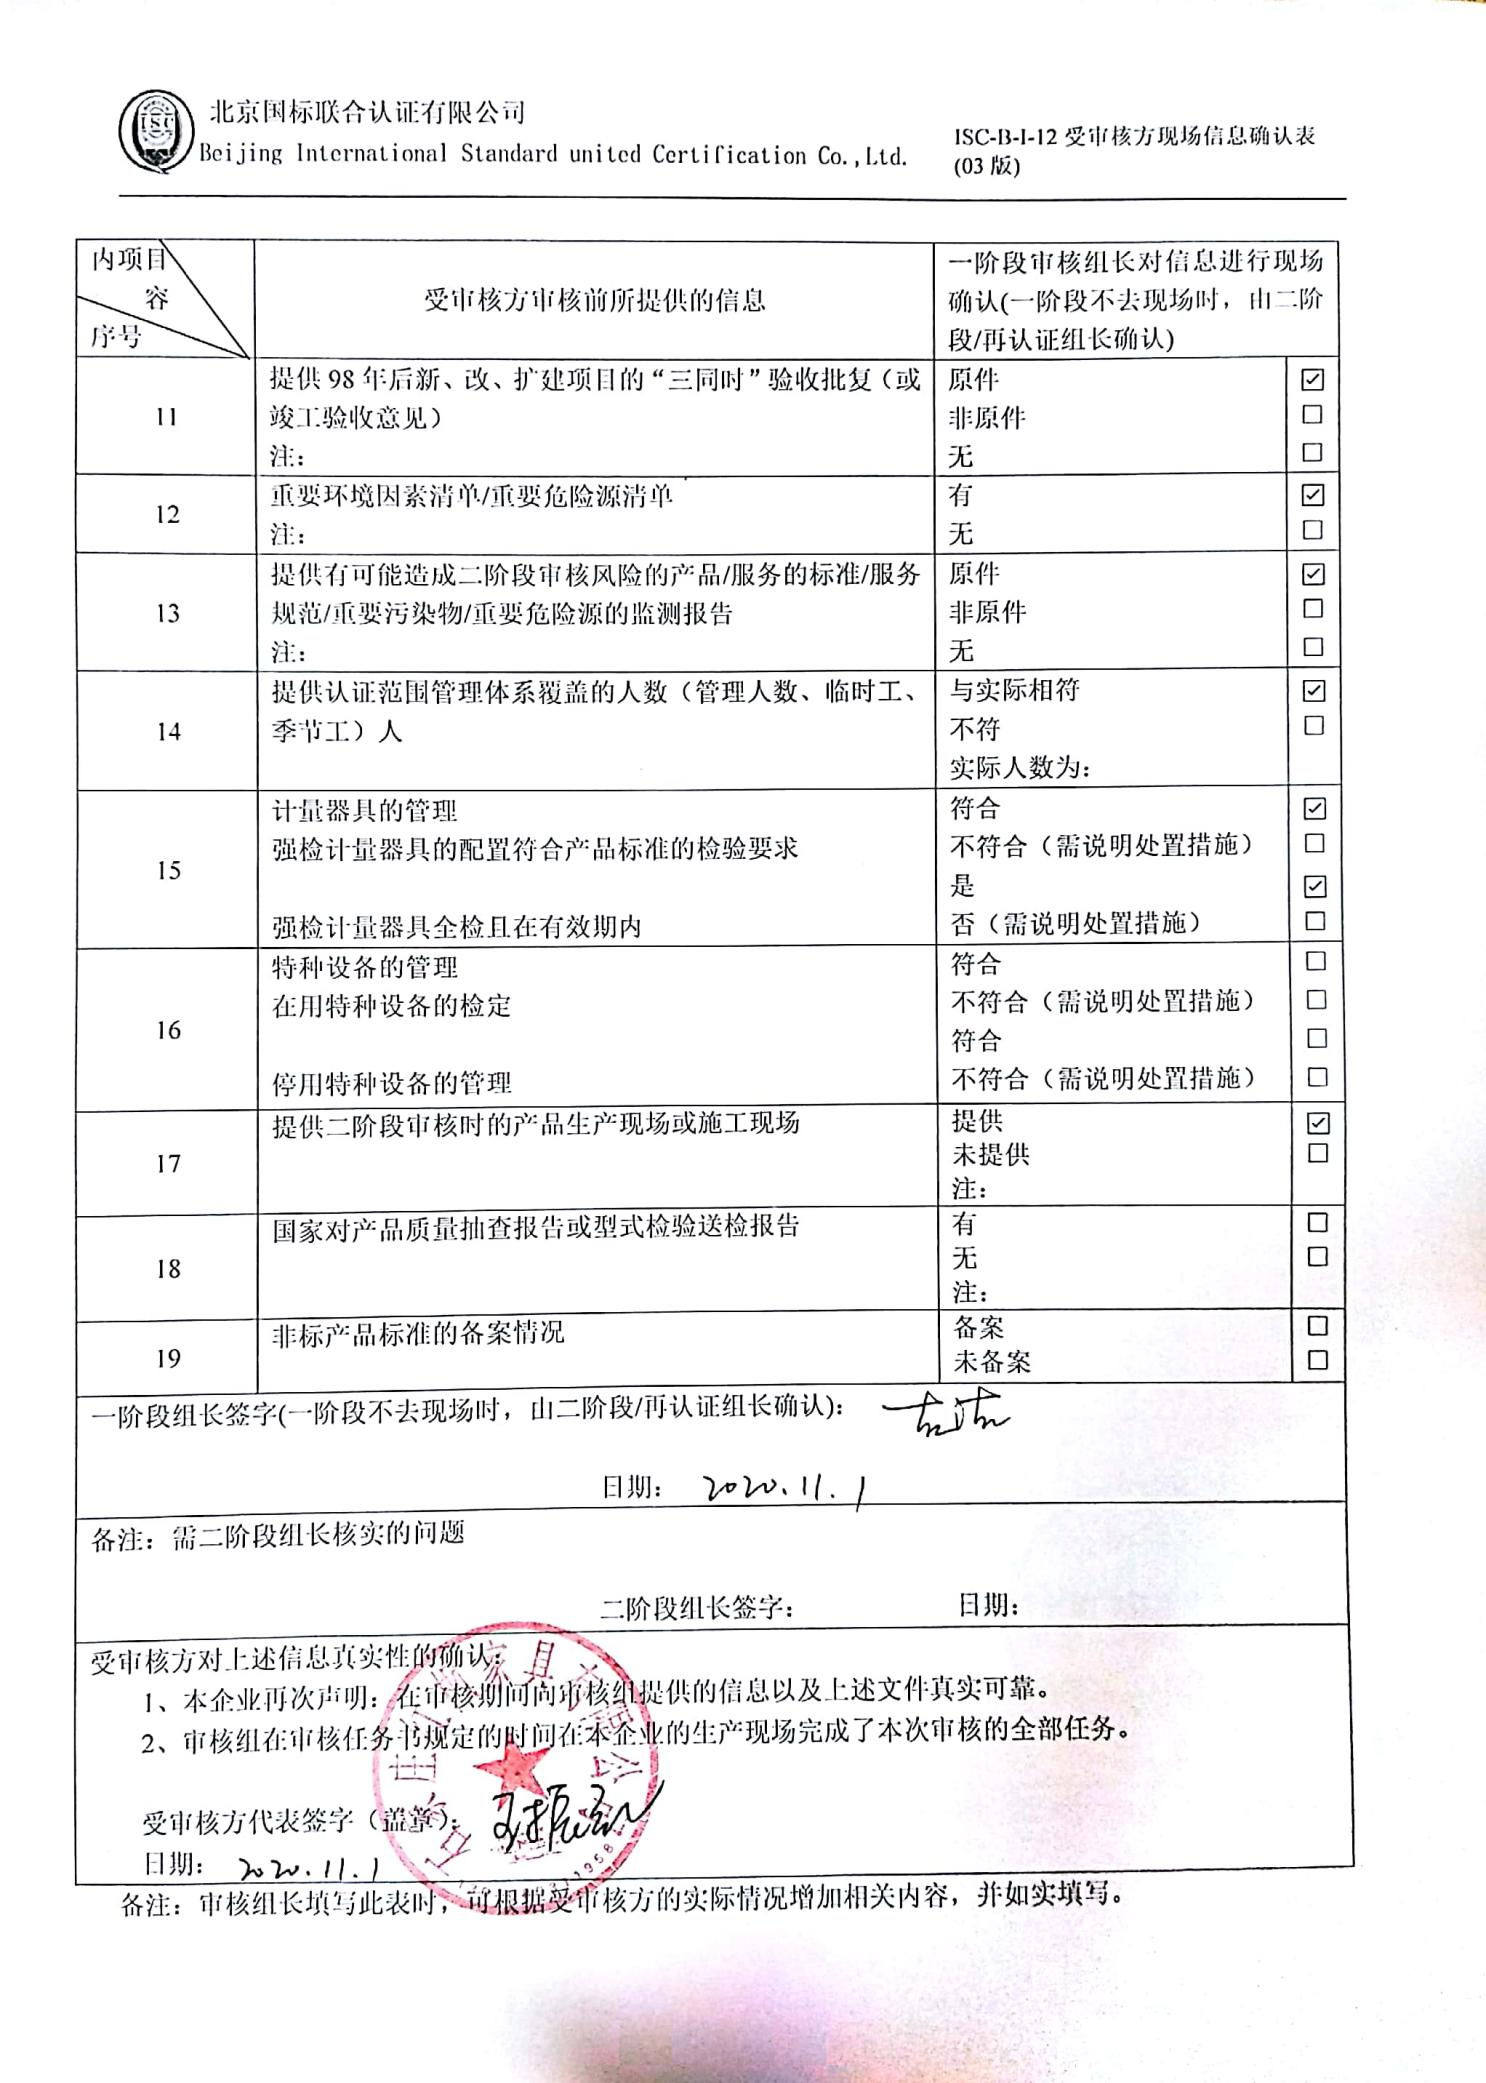 北京国标联合认证有限公司
Beijing International Standard united Certification Co.,Ltd.
ISC-B-I-12 受审核方现场信息确认表
(03 版)
ISC
内项目
容
序号
受审核方审核前所提供的信息
一阶段审核组长对信息进行现场
确认(一阶段不去现场时，由二阶
段/再认证组长确认)
11
提供 98 年后新、改、扩建项目的“三同时”验收批复（或
竣工验收意见）
注：
原件 ☑
非原件 □
无 □
12
重要环境因素清单/重要危险源清单
注：
有 ☑
无 □
13
提供有可能造成二阶段审核风险的产品/服务的标准/服务
规范/重要污染物/重要危险源的监测报告
注：
原件 ☑
非原件 □
无 □
14
提供认证范围管理体系覆盖的人数（管理人数、临时工、
季节工）人
与实际相符 ☑
不符 □
实际人数为：
15
计量器具的管理
强检计量器具的配置符合产品标准的检验要求
强检计量器具全检且在有效期内
符合 ☑
不符合（需说明处置措施） □
是 ☑
否（需说明处置措施） □
16
特种设备的管理
在用特种设备的检定
停用特种设备的管理
符合 □
不符合（需说明处置措施） □
符合 □
不符合（需说明处置措施） □
17
提供二阶段审核时的产品生产现场或施工现场
提供 ☑
未提供 □
注：
18
国家对产品质量抽查报告或型式检验送检报告
有 □
无 □
注：
19
非标产品标准的备案情况
备案 □
未备案 □
一阶段组长签字(一阶段不去现场时，由二阶段/再认证组长确认)：
日期： 2020.11.1
备注：需二阶段组长核实的问题
二阶段组长签字： 日期：
受审核方对上述信息真实性的确认：
1、本企业再次声明：在审核期间向审核组提供的信息以及上述文件真实可靠。
2、审核组在审核任务书规定的时间在本企业的生产现场完成了本次审核的全部任务。
受审核方代表签字（盖章）：
日期： 2020.11.1
备注：审核组长填写此表时，可根据受审核方的实际情况增加相关内容，并如实填写。